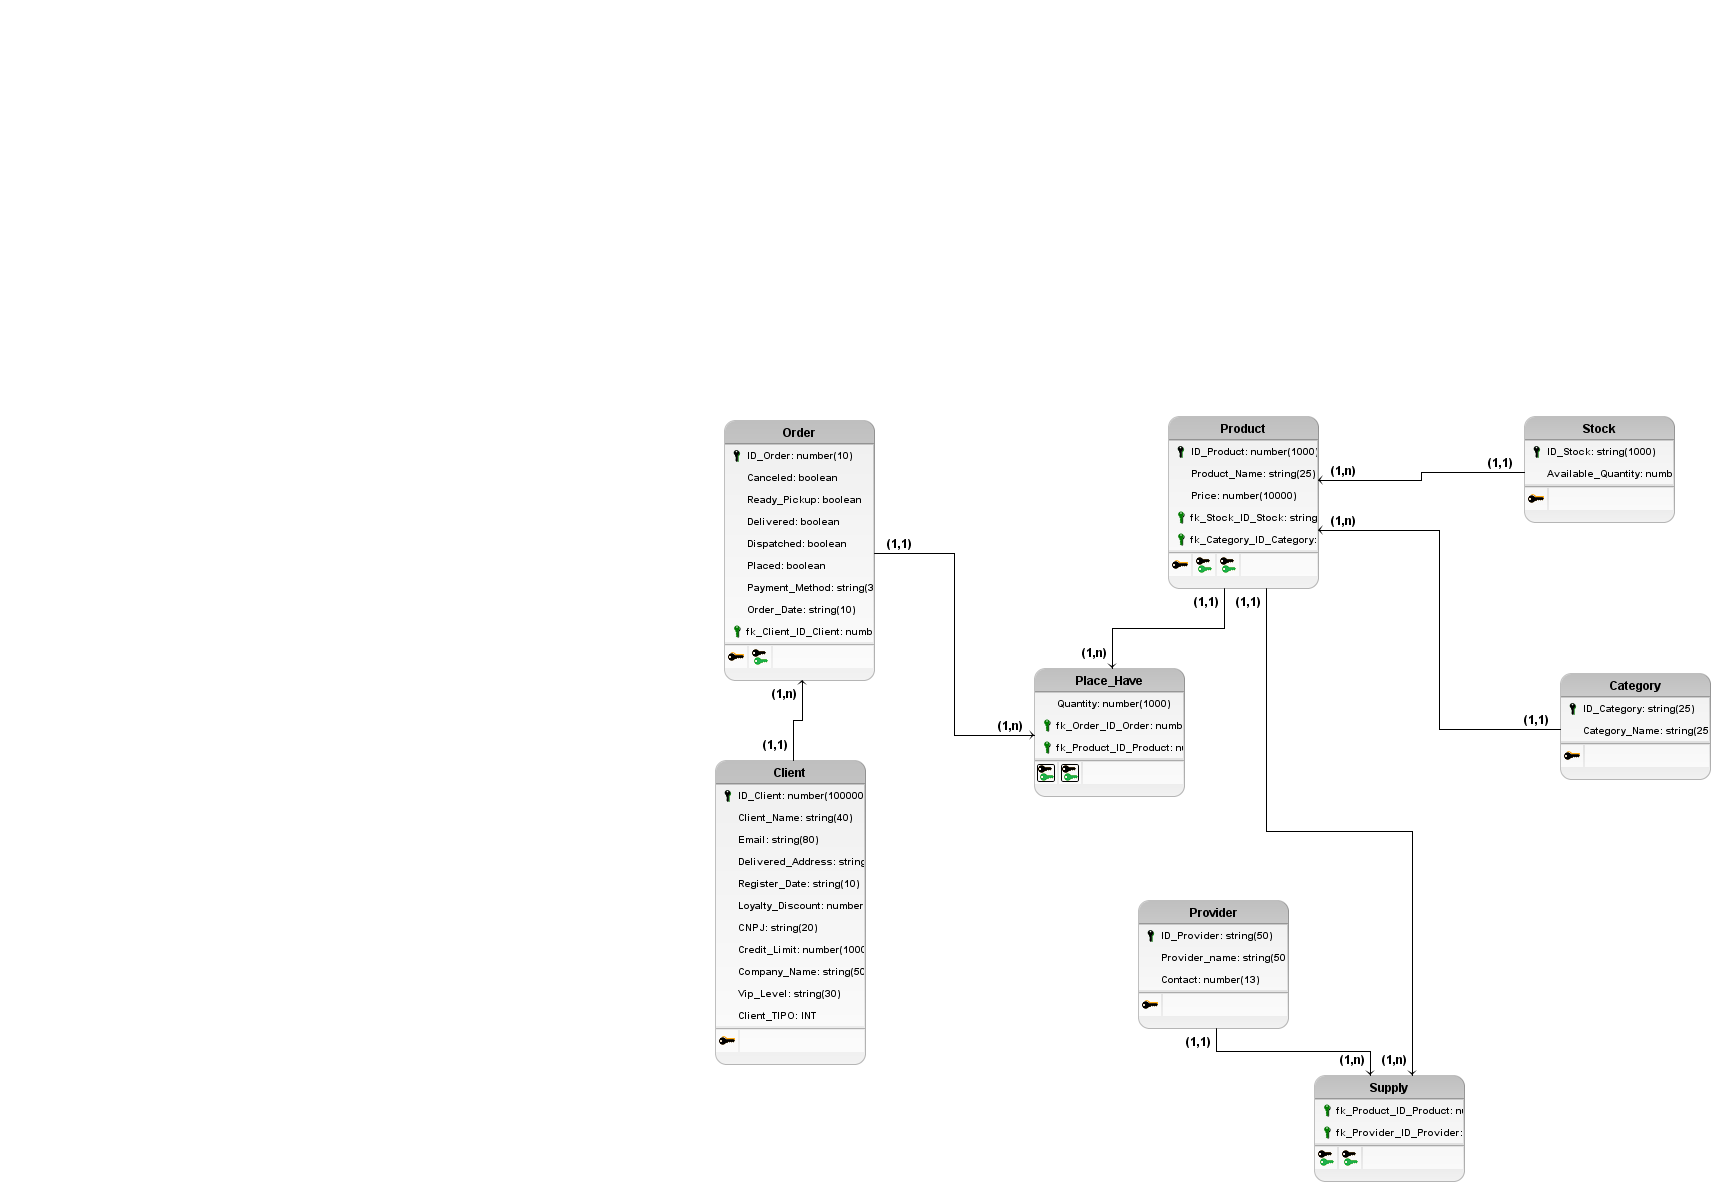 Order
ID_Order: number(10)
Canceled: boolean
Ready_Pickup: boolean
Delivered: boolean
Dispatched: boolean
Placed: boolean
Payment_Method: string(3
Order_Date: string(10)
fk_Client_ID_Client: numb
(1,1)
(1,n)
(1,n)
(1,1)
Client
ID_Client: number(100000
Client_Name: string(40)
Email: string(80)
Delivered_Address: string
Register_Date: string(10)
Loyalty_Discount: number
CNPJ: string(20)
Credit_Limit: number(100
Company_Name: string(50
Vip_Level: string(30)
Client_TIPO: INT
Product
ID_Product: number(1000)
Product_Name: string(25)
Price: number(10000)
fk_Stock_ID_Stock: string
fk_Category_ID_Category:
(1,n)
(1,1)
(1,n)
(1,1)
(1,1)
(1,n)
Stock
ID_Stock: string(1000)
Available_Quantity: numb
Place_Have
Quantity: number(1000)
fk_Order_ID_Order: numb
fk_Product_ID_Product: nu
Category
ID_Category: string(25)
Category_Name: string(25
(1,1)
Provider
ID_Provider: string(50)
Provider_name: string(50
Contact: number(13)
(1,1)
(1,n)
(1,n)
Supply
fk_Product_ID_Product: nu
fk_Provider_ID_Provider: